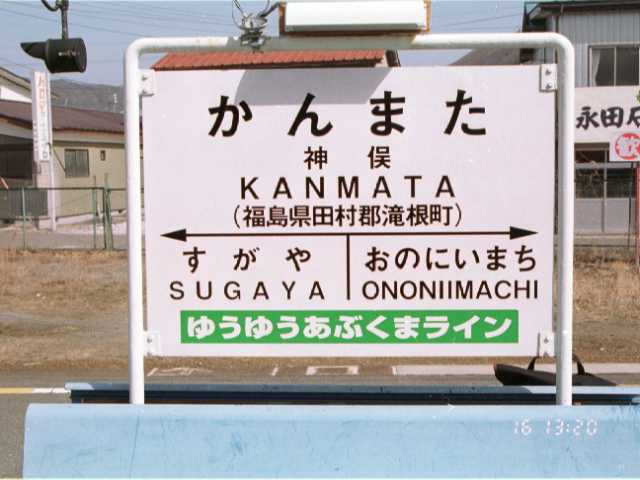 かんまた
神俣
KANMATA
(福島県田村郡滝根町)
すがや おのにいまち
SUGAYA ONONIIMACHI
ゆうゆうあぶくまライン
永田
歓
16 13:20